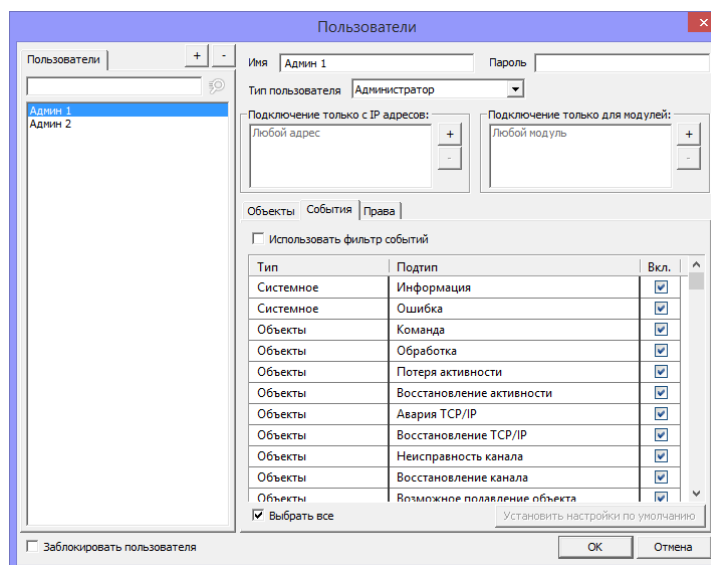 Пользователи
Пользователи + -
Админ 1
Админ 2
Имя Админ 1 Пароль
Тип пользователя Администратор
Подключение только с IP адресов: Подключение только для модулей:
Любой адрес + - Любой модуль + -
Объекты События Права
Использовать фильтр событий
Тип Подтип Вкл.
Системное Информация
Системное Ошибка
Объекты Команда
Объекты Обработка
Объекты Потеря активности
Объекты Восстановление активности
Объекты Авария TCP/IP
Объекты Восстановление TCP/IP
Объекты Неисправность канала
Объекты Восстановление канала
Объекты Возможное подавление объекта
Выбрать все Установить настройки по умолчанию
Заблокировать пользователя OK Отмена